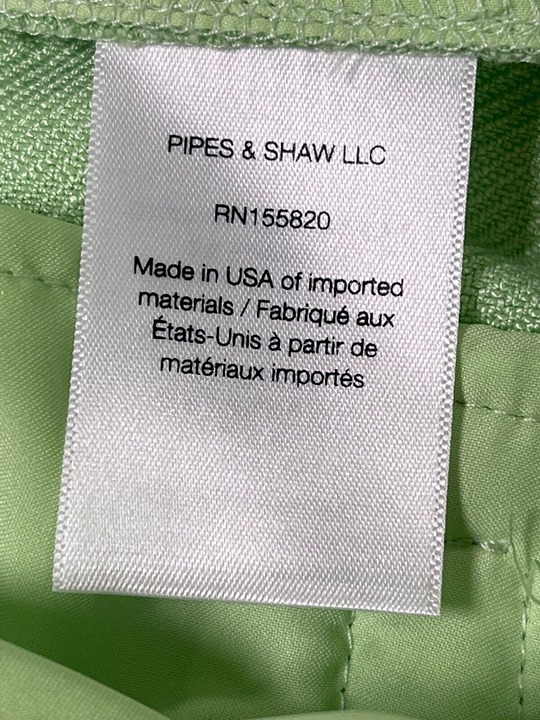 PIPES & SHAW LLC
RN155820
Made in USA of imported
materials / Fabriqué aux
États-Unis à partir de
matériaux importés